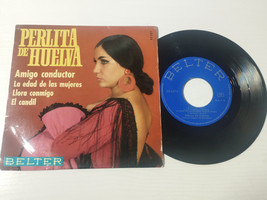 PERLITA
DE HUELVA
Amigo conductor
La edad de las mujeres
Llora conmigo
El candil
BELTER
BELTER